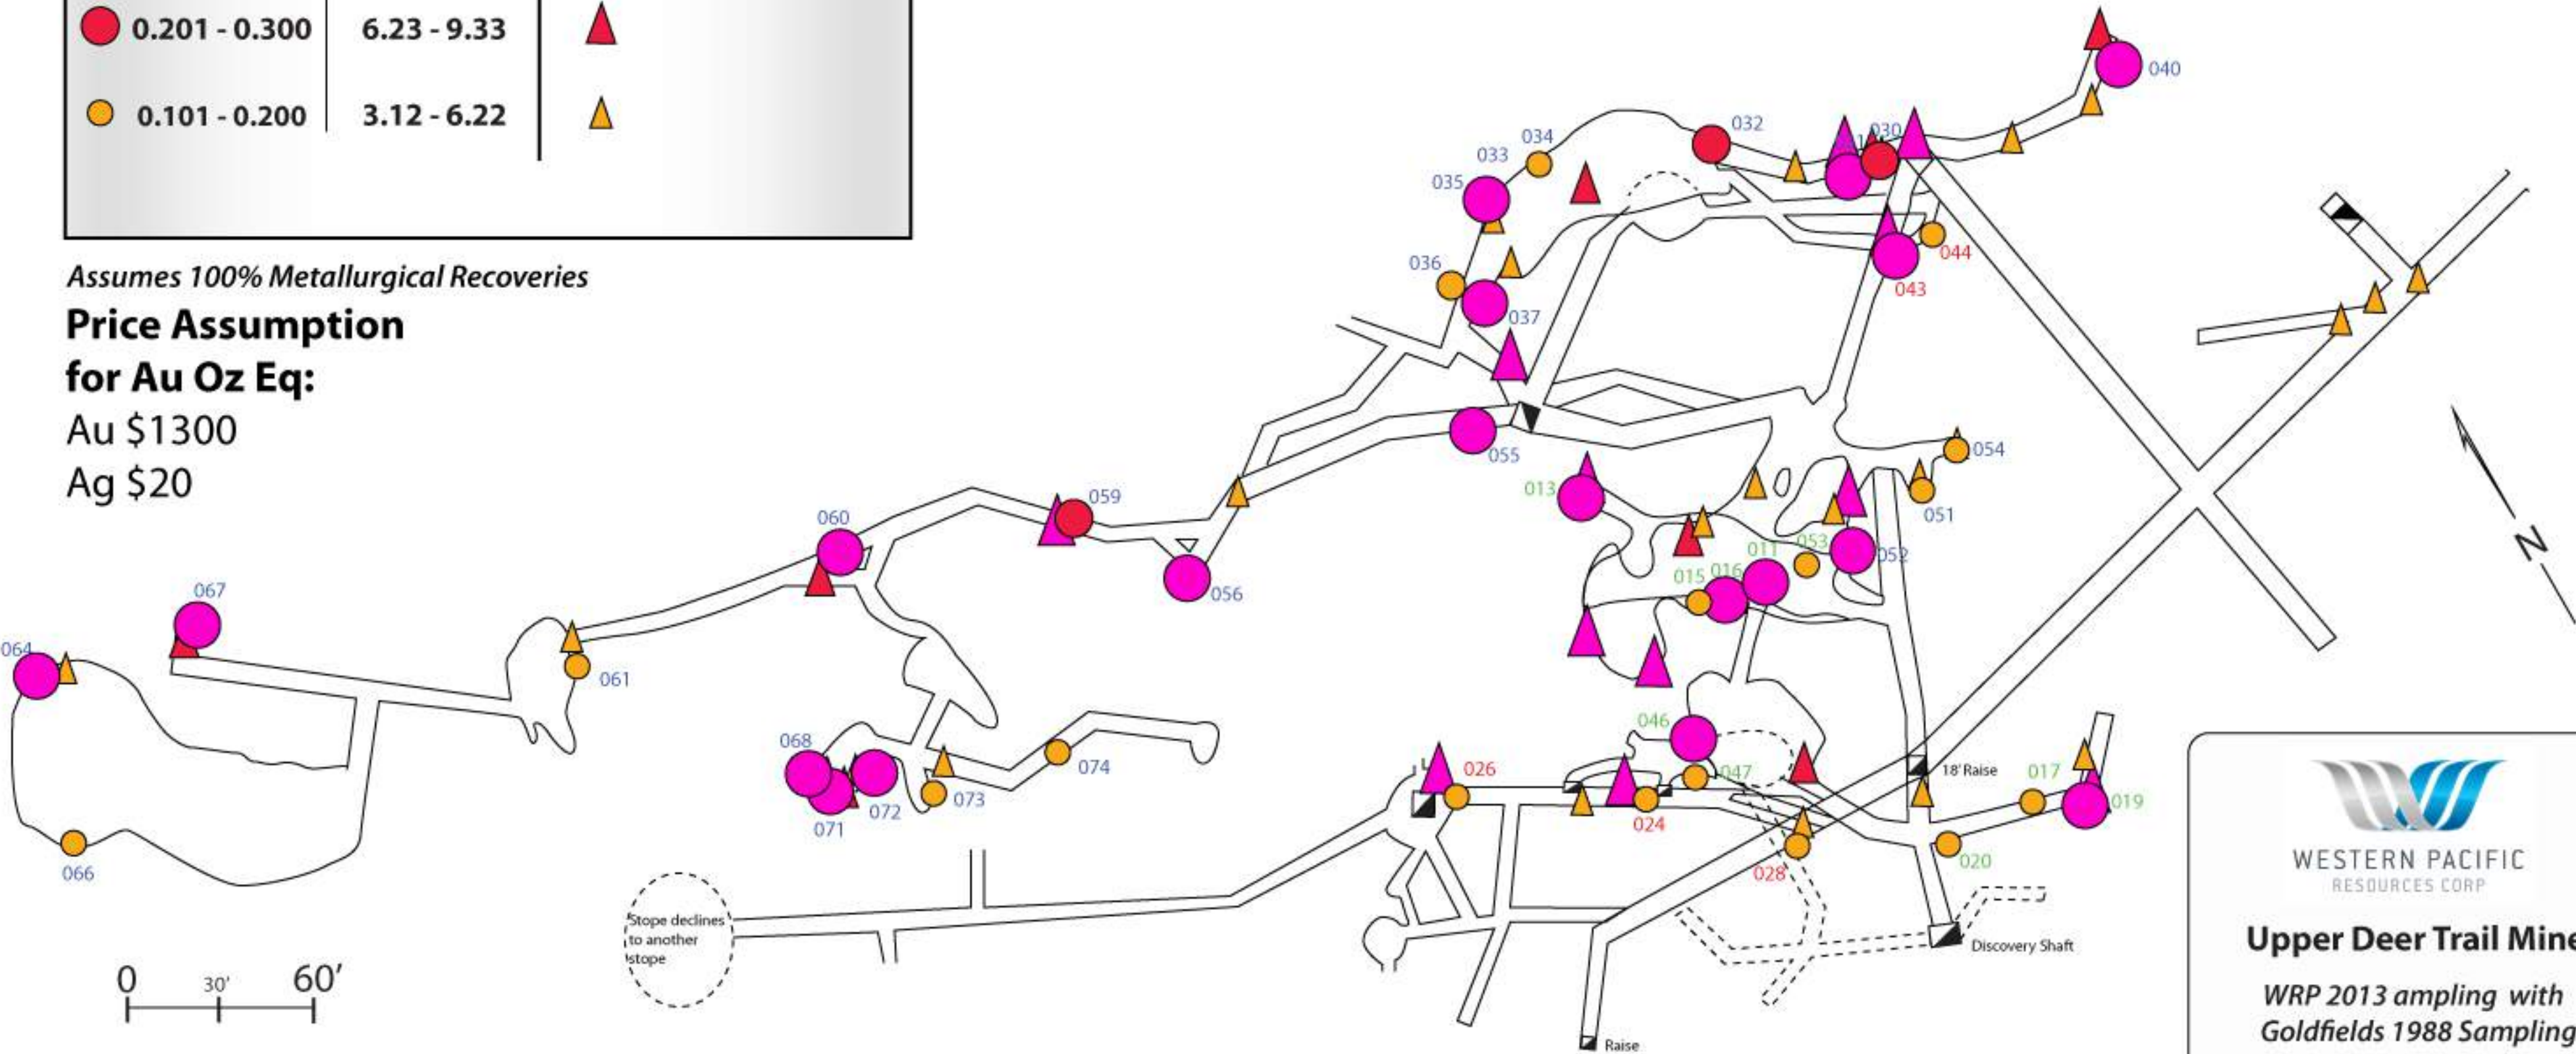 0.201 - 0.300 6.23 - 9.33
0.101 - 0.200 3.12 - 6.22
Assumes 100% Metallurgical Recoveries
Price Assumption
for Au Oz Eq:
Au $1300
Ag $20
040
032
030
034
033
035
044
036
043
037
054
055
013
051
059
053
060
011
052
016
015
056
067
064
061
046
068
026
18' Raise
074
047
017
073
019
072
024
071
020
066
028
Stope declines
to another
stope
Discovery Shaft
Raise
0 30' 60'
N
WESTERN PACIFIC
RESOURCES CORP
Upper Deer Trail Mine
WRP 2013 ampling with
Goldfields 1988 Sampling